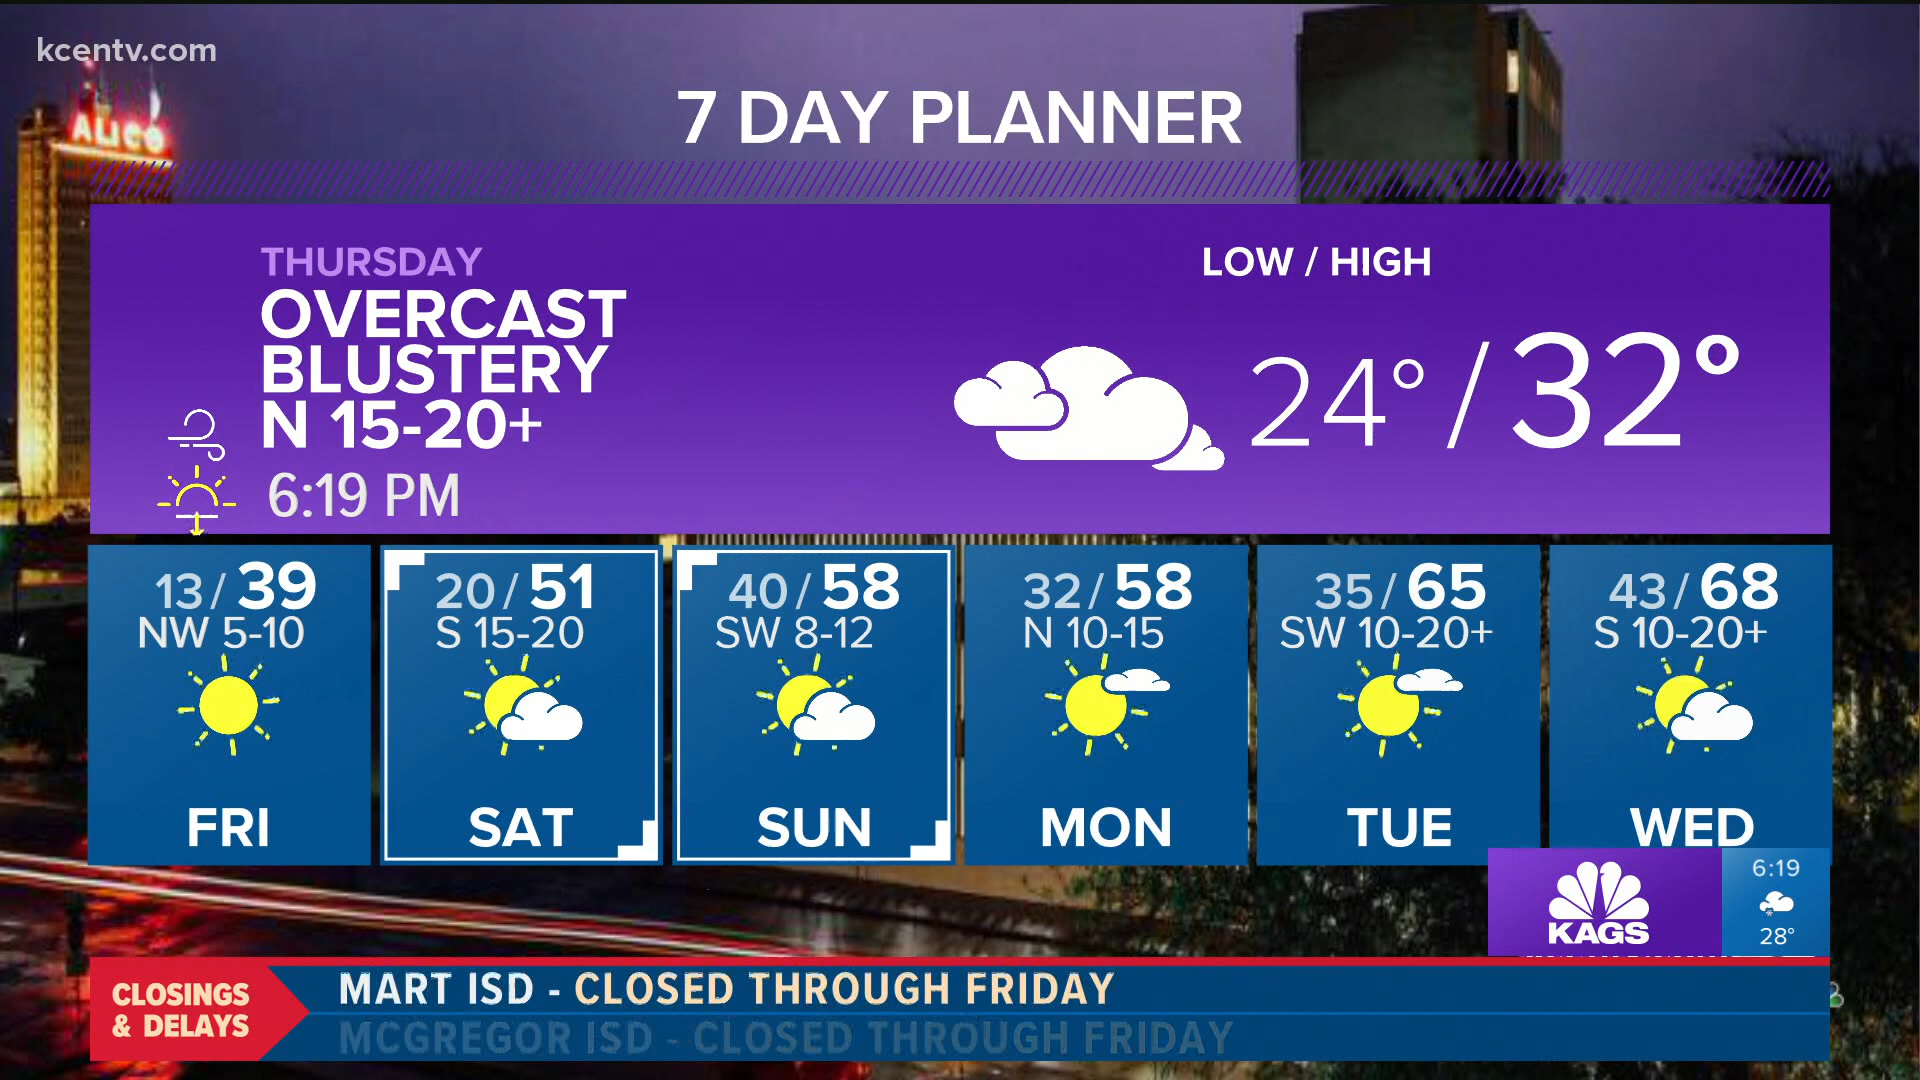 kcentv.com
ALICO
7 DAY PLANNER
THURSDAY
OVERCAST
BLUSTERY
N 15-20+
6:19 PM
LOW / HIGH
24° / 32°
13/39
NW 5-10
FRI
20/51
S 15-20
SAT
40/58
SW 8-12
SUN
32/58
N 10-15
MON
35/65
SW 10-20+
TUE
43/68
S 10-20+
WED
KAGS
6:19
28°
CLOSINGS
& DELAYS
MART ISD - CLOSED THROUGH FRIDAY
MCGREGOR ISD - CLOSED THROUGH FRIDAY